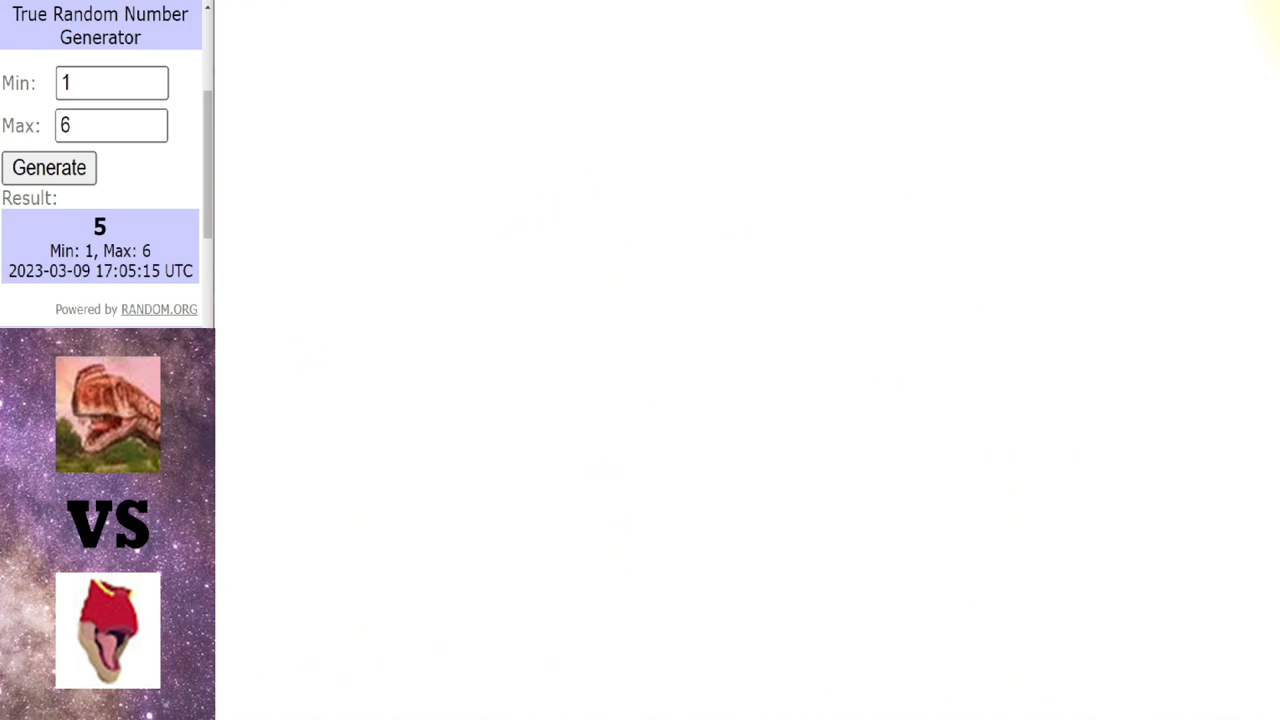 True Random Number
Generator
Min: 1
Max: 6
Generate
Result:
5
Min: 1, Max: 6
2023-03-09 17:05:15 UTC
Powered by RANDOM.ORG
VS